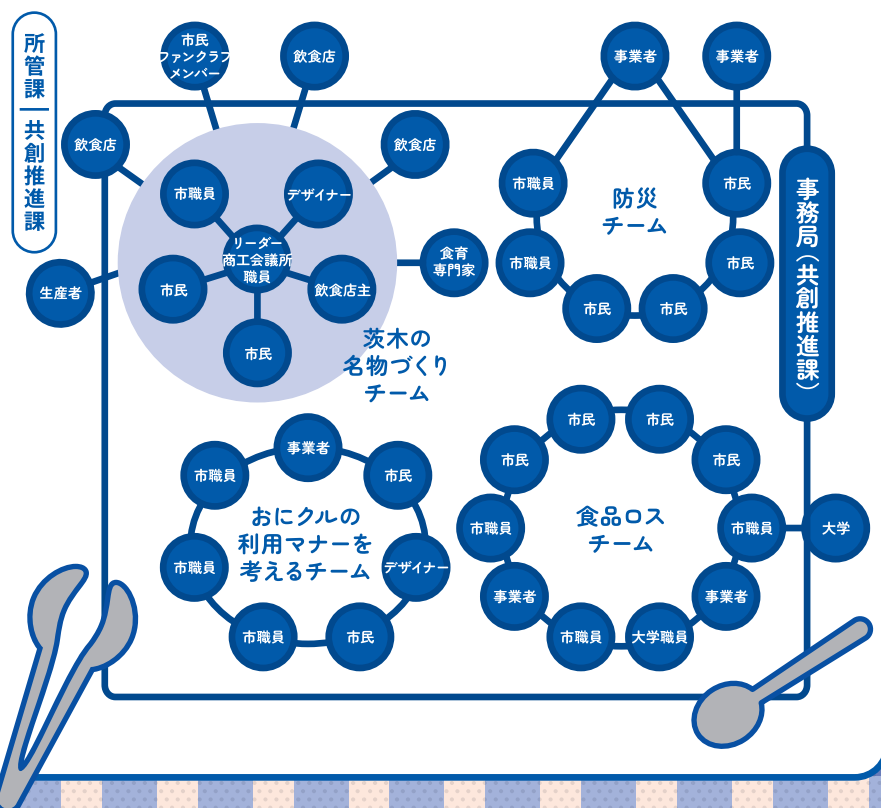 所管課
共創推進課
市民
ファンクラブ
メンバー
飲食店
飲食店
飲食店
市職員
デザイナー
リーダー
商工会議所
職員
市民
飲食店主
市民
生産者
食育
専門家
茨木の
名物づくり
チーム
事業者
事業者
市職員
市民
防災
チーム
市職員
市民
市民
市民
事務局（共創推進課）
事業者
市職員
市民
おにクルの
利用マナーを
考えるチーム
市職員
デザイナー
市職員
市民
市民
市民
市民
市民
食品ロス
チーム
市職員
市職員
大学
事業者
事業者
市職員
大学職員